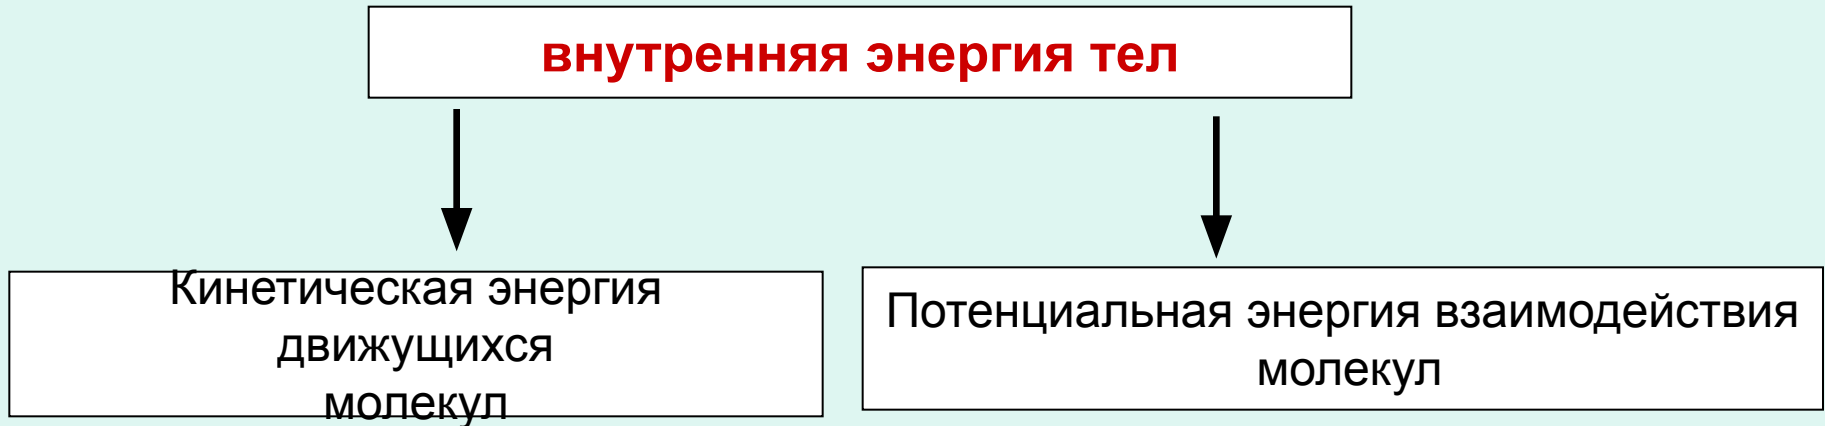 внутренняя энергия тел
Кинетическая энергия
движущихся
молекул
Потенциальная энергия взаимодействия
молекул